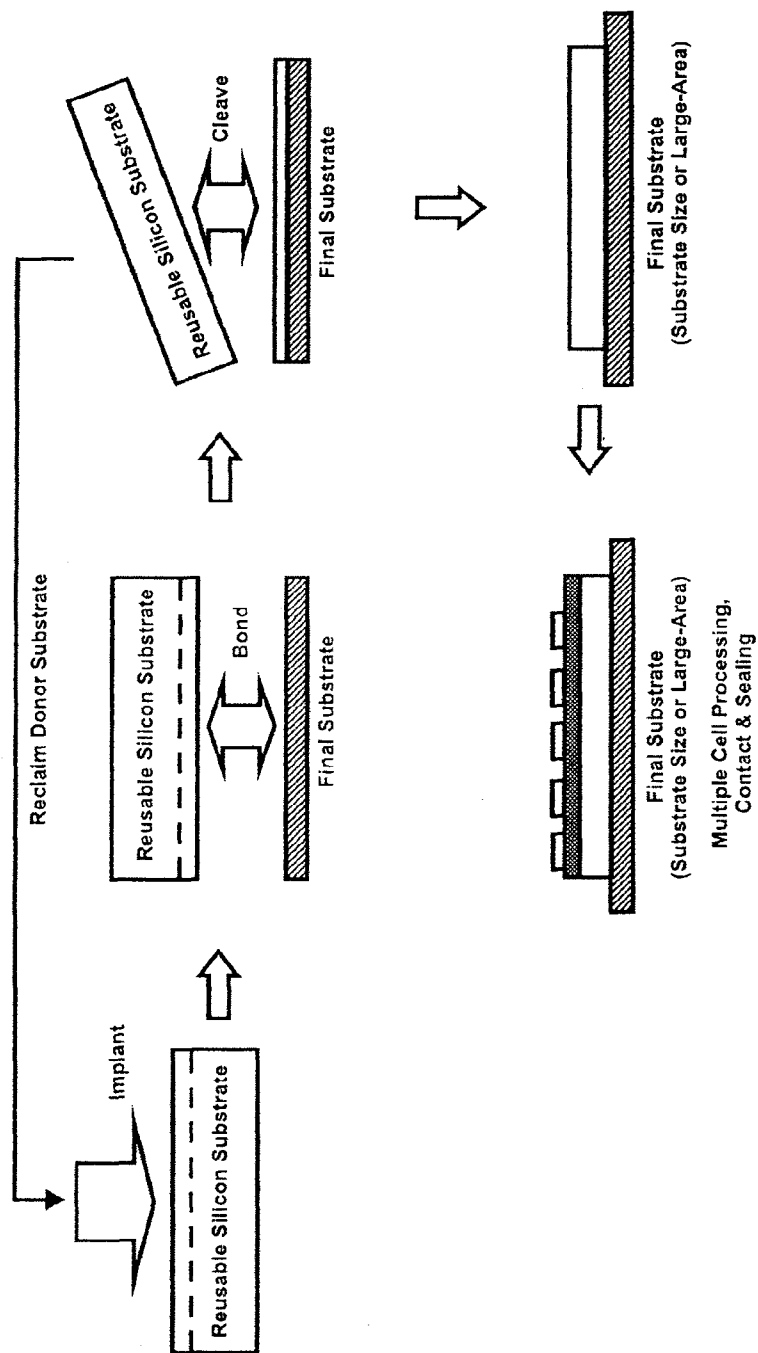 Reclaim Donor Substrate
Implant
Reusable Silicon Substrate
Reusable Silicon Substrate
Bond
Final Substrate
Reusable Silicon Substrate
Cleave
Final Substrate
Final Substrate
(Substrate Size or Large-Area)
Final Substrate
(Substrate Size or Large-Area)
Multiple Cell Processing,
Contact & Sealing